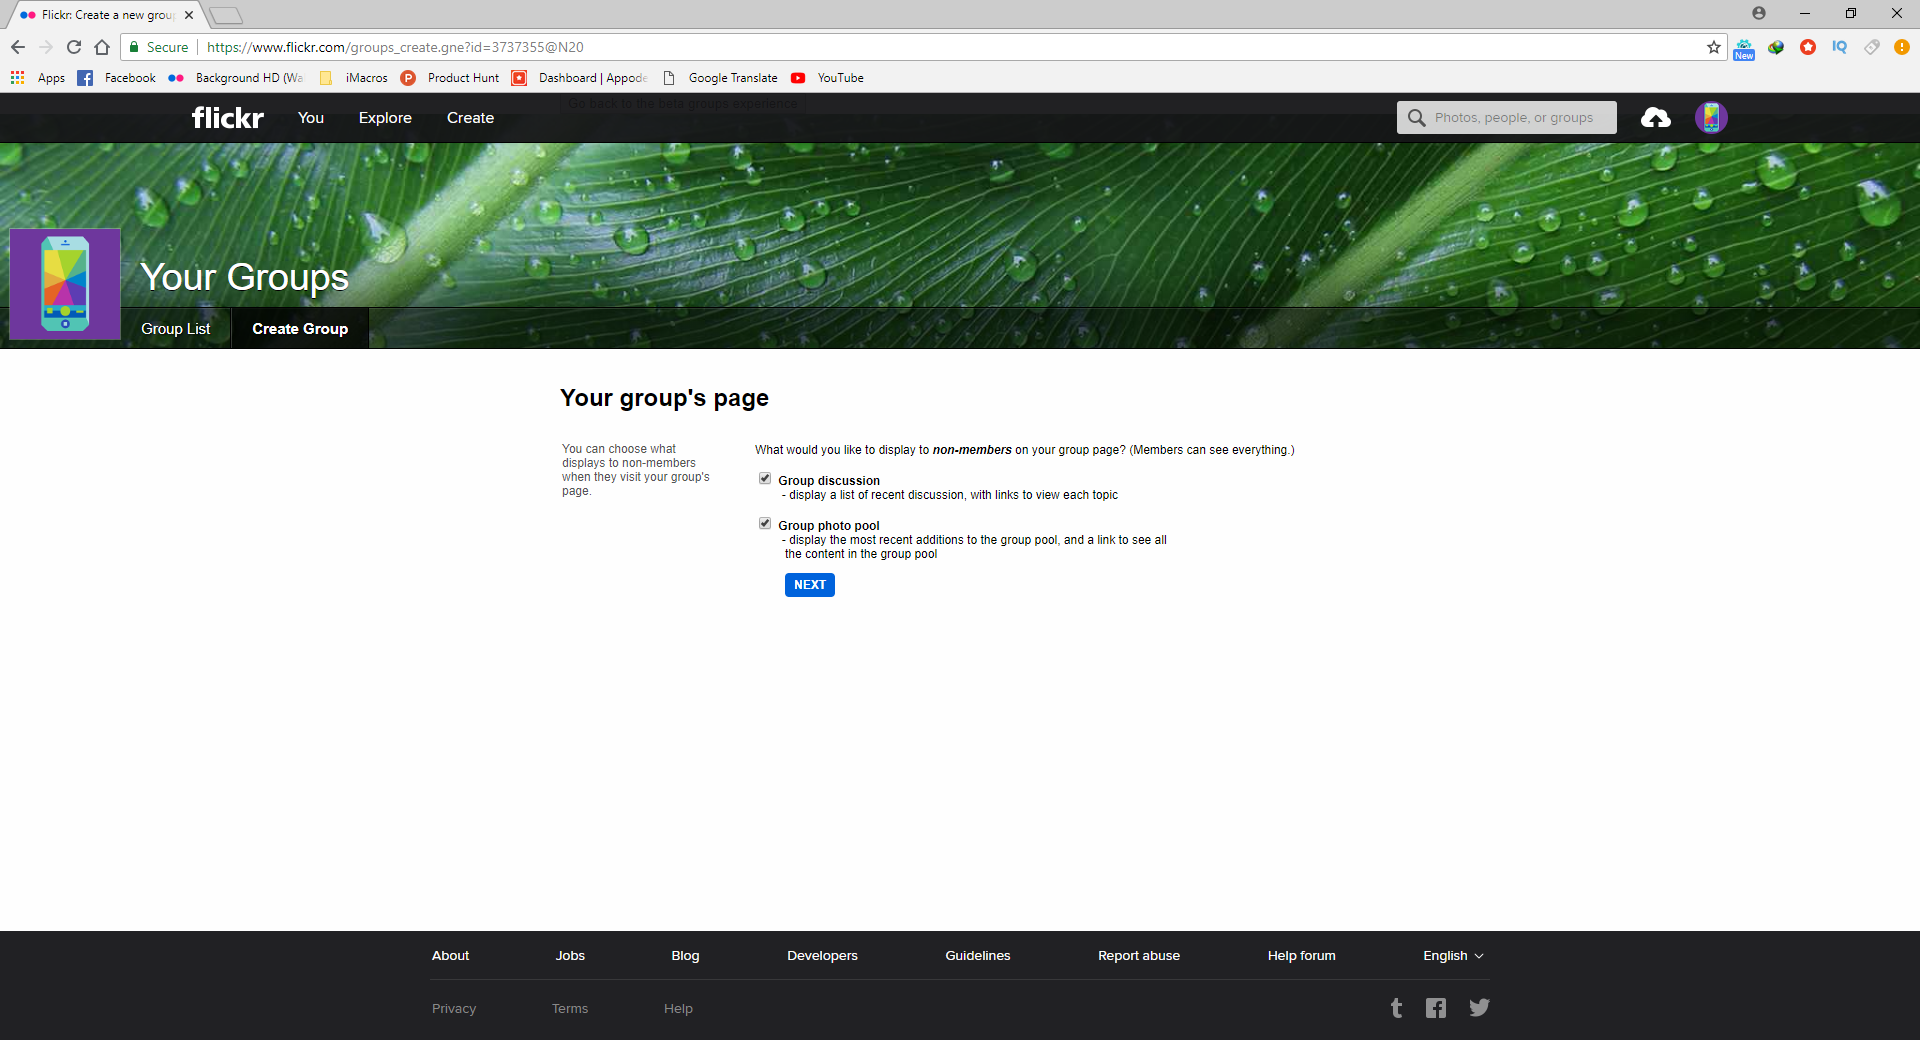 Flickr: Create a new grou
Secure https://www.flickr.com/groups_create.gne?id=3737355@N20
New
IQ
Apps Facebook Background HD (Wa iMacros Product Hunt Dashboard | Appode Google Translate YouTube
Go back to the beta groups experience
flickr You Explore Create Photos, people, or groups
Your Groups
Group List Create Group
Your group's page
You can choose what
displays to non-members
when they visit your group's
page.
What would you like to display to non-members on your group page? (Members can see everything.)
Group discussion
- display a list of recent discussion, with links to view each topic
Group photo pool
- display the most recent additions to the group pool, and a link to see all
the content in the group pool
NEXT
About Jobs Blog Developers Guidelines Report abuse Help forum English
Privacy Terms Help